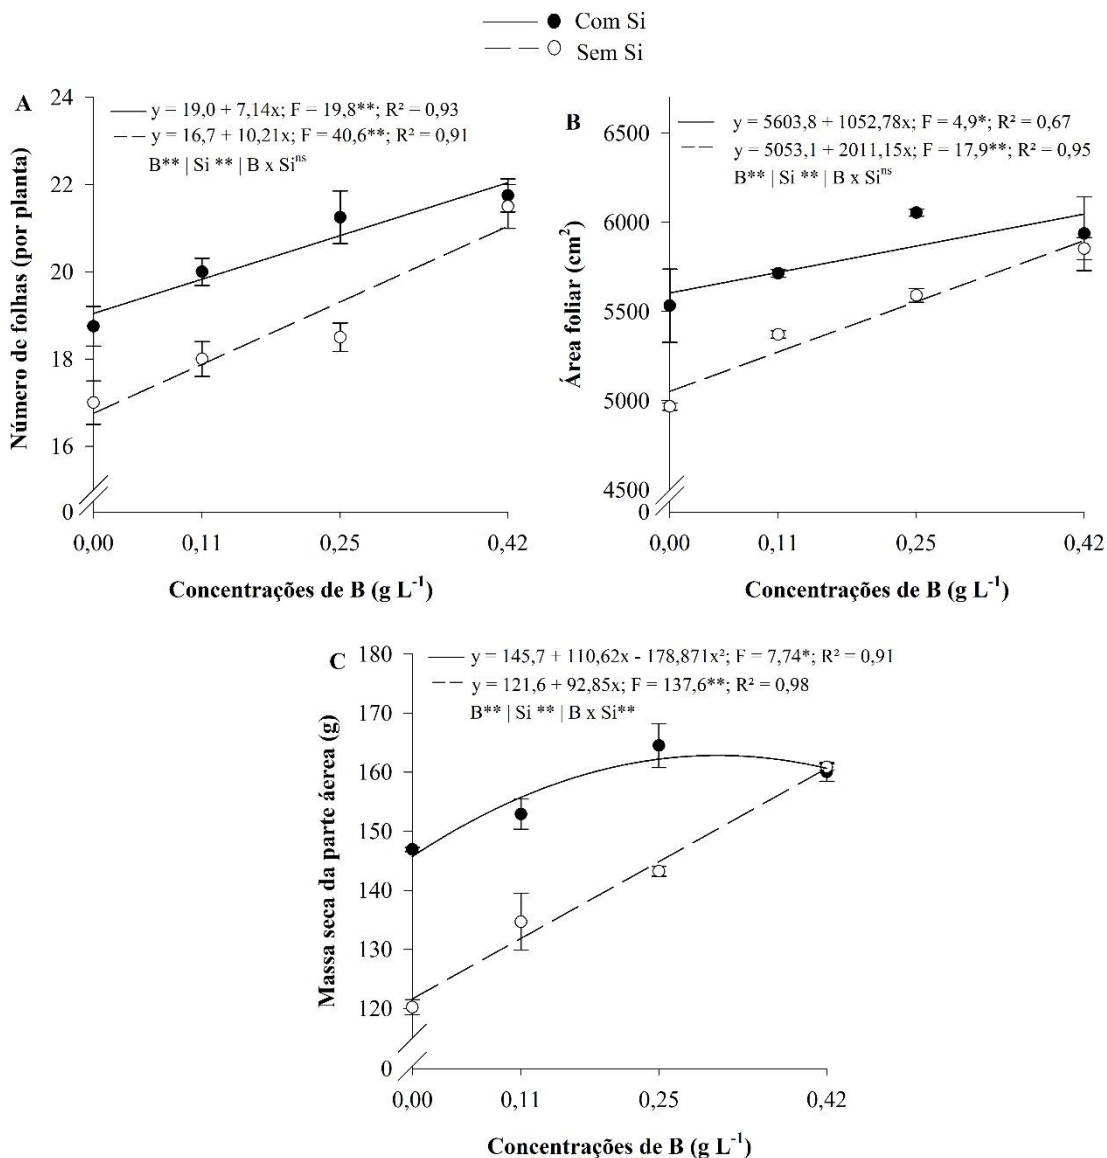 Com Si
Sem Si
A
24
22
20
18
16
0
y = 19,0 + 7,14x; F = 19,8**; R² = 0,93
y = 16,7 + 10,21x; F = 40,6**; R² = 0,91
B** | Si ** | B x Siⁿˢ
Número de folhas (por planta)
0,00
0,11
0,25
0,42
Concentrações de B (g L⁻¹)
B
6500
6000
5500
5000
4500
0
y = 5603,8 + 1052,78x; F = 4,9*; R² = 0,67
y = 5053,1 + 2011,15x; F = 17,9**; R² = 0,95
B** | Si ** | B x Siⁿˢ
Área foliar (cm²)
0,00
0,11
0,25
0,42
Concentrações de B (g L⁻¹)
C
180
170
160
150
140
130
120
0
y = 145,7 + 110,62x - 178,871x²; F = 7,74*; R² = 0,91
y = 121,6 + 92,85x; F = 137,6**; R² = 0,98
B** | Si ** | B x Si**
Massa seca da parte áerea (g)
0,00
0,11
0,25
0,42
Concentrações de B (g L⁻¹)